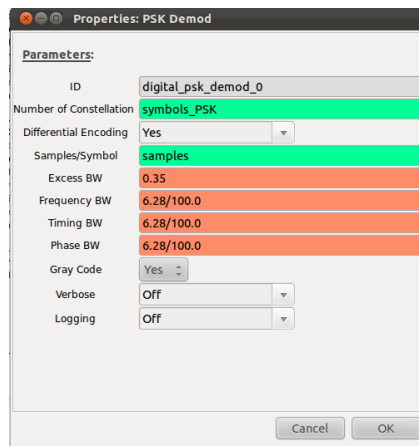 Properties: PSK Demod
Parameters:
ID digital_psk_demod_0
Number of Constellation symbols_PSK
Differential Encoding Yes
Samples/Symbol samples
Excess BW 0.35
Frequency BW 6.28/100.0
Timing BW 6.28/100.0
Phase BW 6.28/100.0
Gray Code Yes
Verbose Off
Logging Off
Cancel OK